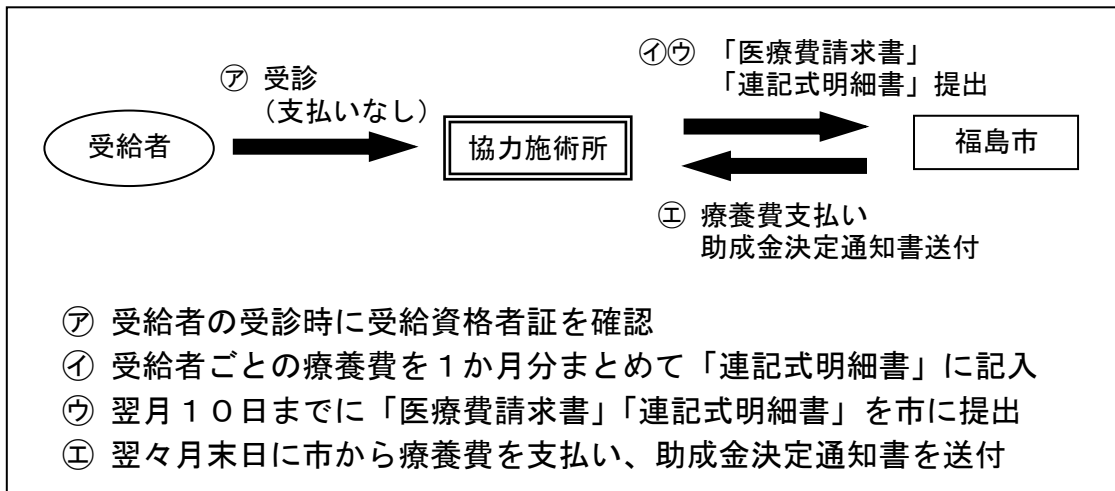 ㋐ 受診
（支払いなし）
㋑㋒ 「医療費請求書」
「連記式明細書」提出
受給者
協力施術所
福島市
㋓ 療養費支払い
助成金決定通知書送付
㋐ 受給者の受診時に受給資格者証を確認
㋑ 受給者ごとの療養費を１か月分まとめて「連記式明細書」に記入
㋒ 翌月１０日までに「医療費請求書」「連記式明細書」を市に提出
㋓ 翌々月末日に市から療養費を支払い、助成金決定通知書を送付